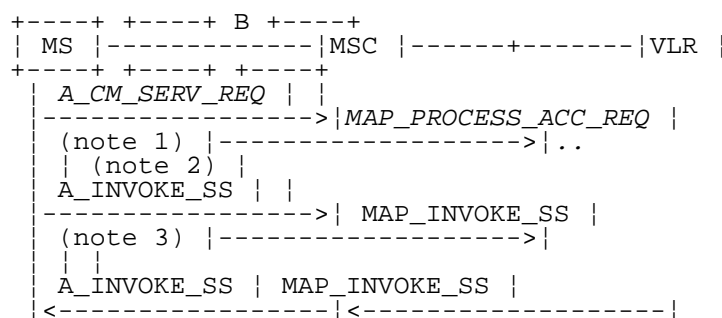 +----+ +----+ B +----+
¦ MS ¦-------------¦MSC ¦------+-------¦VLR ¦
+----+ +----+ +----+
¦ A_CM_SERV_REQ ¦ ¦
¦----------------->¦MAP_PROCESS_ACC_REQ ¦
¦ (note 1) ¦------------------->¦..
¦ ¦ (note 2) ¦
¦ A_INVOKE_SS ¦ ¦
¦----------------->¦ MAP_INVOKE_SS ¦
¦ (note 3) ¦------------------->¦
¦ ¦ ¦
¦ A_INVOKE_SS ¦ MAP_INVOKE_SS ¦
¦<-----------------¦<-------------------¦